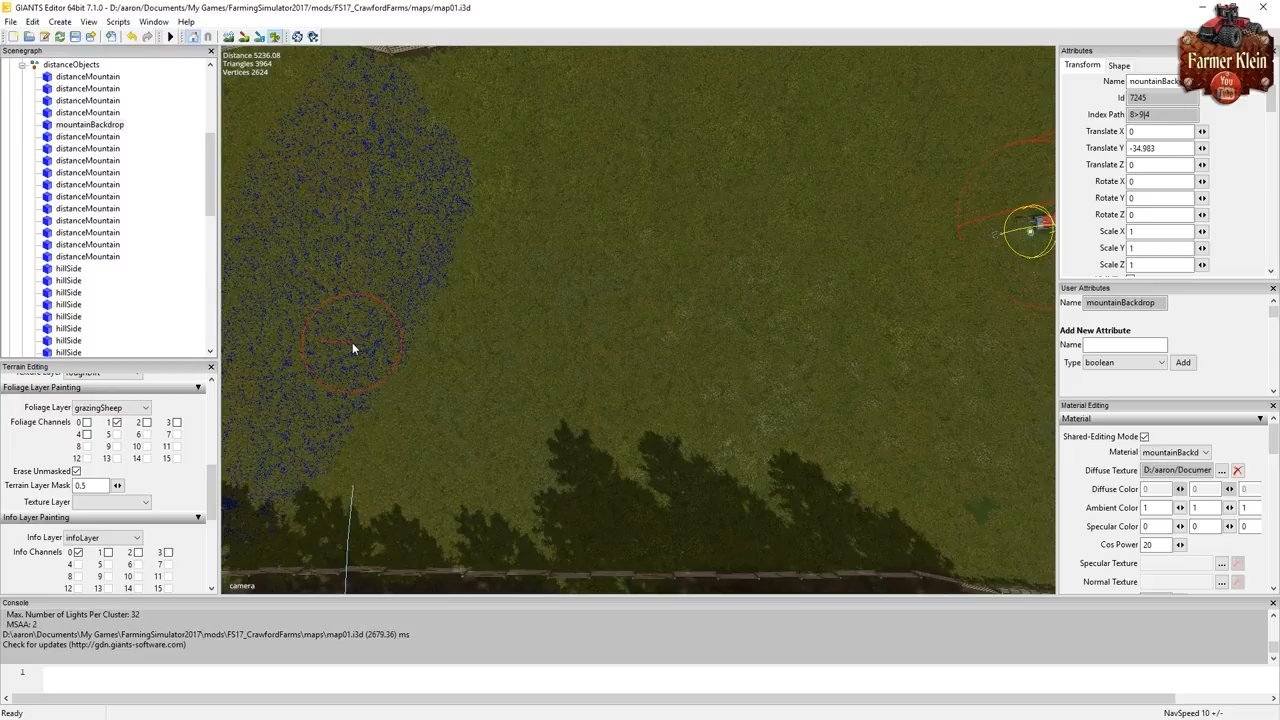 GIANTS Editor 64bit 7.1.0 - D:/aaron/Documents/My Games/FarmingSimulator2017/mods/FS17_CrawfordFarms/maps/map01.i3d
File Edit View Create Scripts Window Help
Scenegraph
distanceObjects
distanceMountain
distanceMountain
distanceMountain
distanceMountain
mountainBackdrop
distanceMountain
distanceMountain
distanceMountain
distanceMountain
distanceMountain
distanceMountain
distanceMountain
distanceMountain
distanceMountain
distanceMountain
distanceMountain
hillSide
hillSide
hillSide
hillSide
hillSide
hillSide
hillSide
hillSide
Terrain Editing
Foliage Layer Painting
Foliage Layer grazingSheep
Foliage Channels 0 1 2 3
4 5 6 7
8 9 10 11
12 13 14 15
Erase Unmasked
Terrain Layer Mask 0.5
Texture Layer
Info Layer Painting
Info Layer infoLayer
Info Channels 0 1 2 3
4 5 6 7
8 9 10 11
12 13 14 15
Distance 5236.08
Triangles 3964
Vertices 2624
camera
Attributes
Transform Shape
Name mountainBack
Id 7245
Index Path 8>9|4
Translate X 0
Translate Y -34.983
Translate Z 0
Rotate X 0
Rotate Y 0
Rotate Z 0
Scale X 1
Scale Y 1
Scale Z 1
Farmer Klein
You
Tube
User Attributes
Name mountainBackdrop
Add New Attribute
Name
Type boolean Add
Material Editing
Material
Shared-Editing Mode
Material mountainBackd
Diffuse Texture D:/aaron/Documer ...
Diffuse Color 0 0 0.
Ambient Color 1 1 1
Specular Color 0 0 0.
Cos Power 20
Specular Texture ...
Normal Texture ...
Console
Max. Number of Lights Per Cluster: 32
MSAA: 2
D:\aaron\Documents\My Games\FarmingSimulator2017\mods\FS17_CrawfordFarms\maps\map01.i3d (2679.36) ms
Check for updates (http://gdn.giants-software.com)
1
Ready
NavSpeed 10 +/-